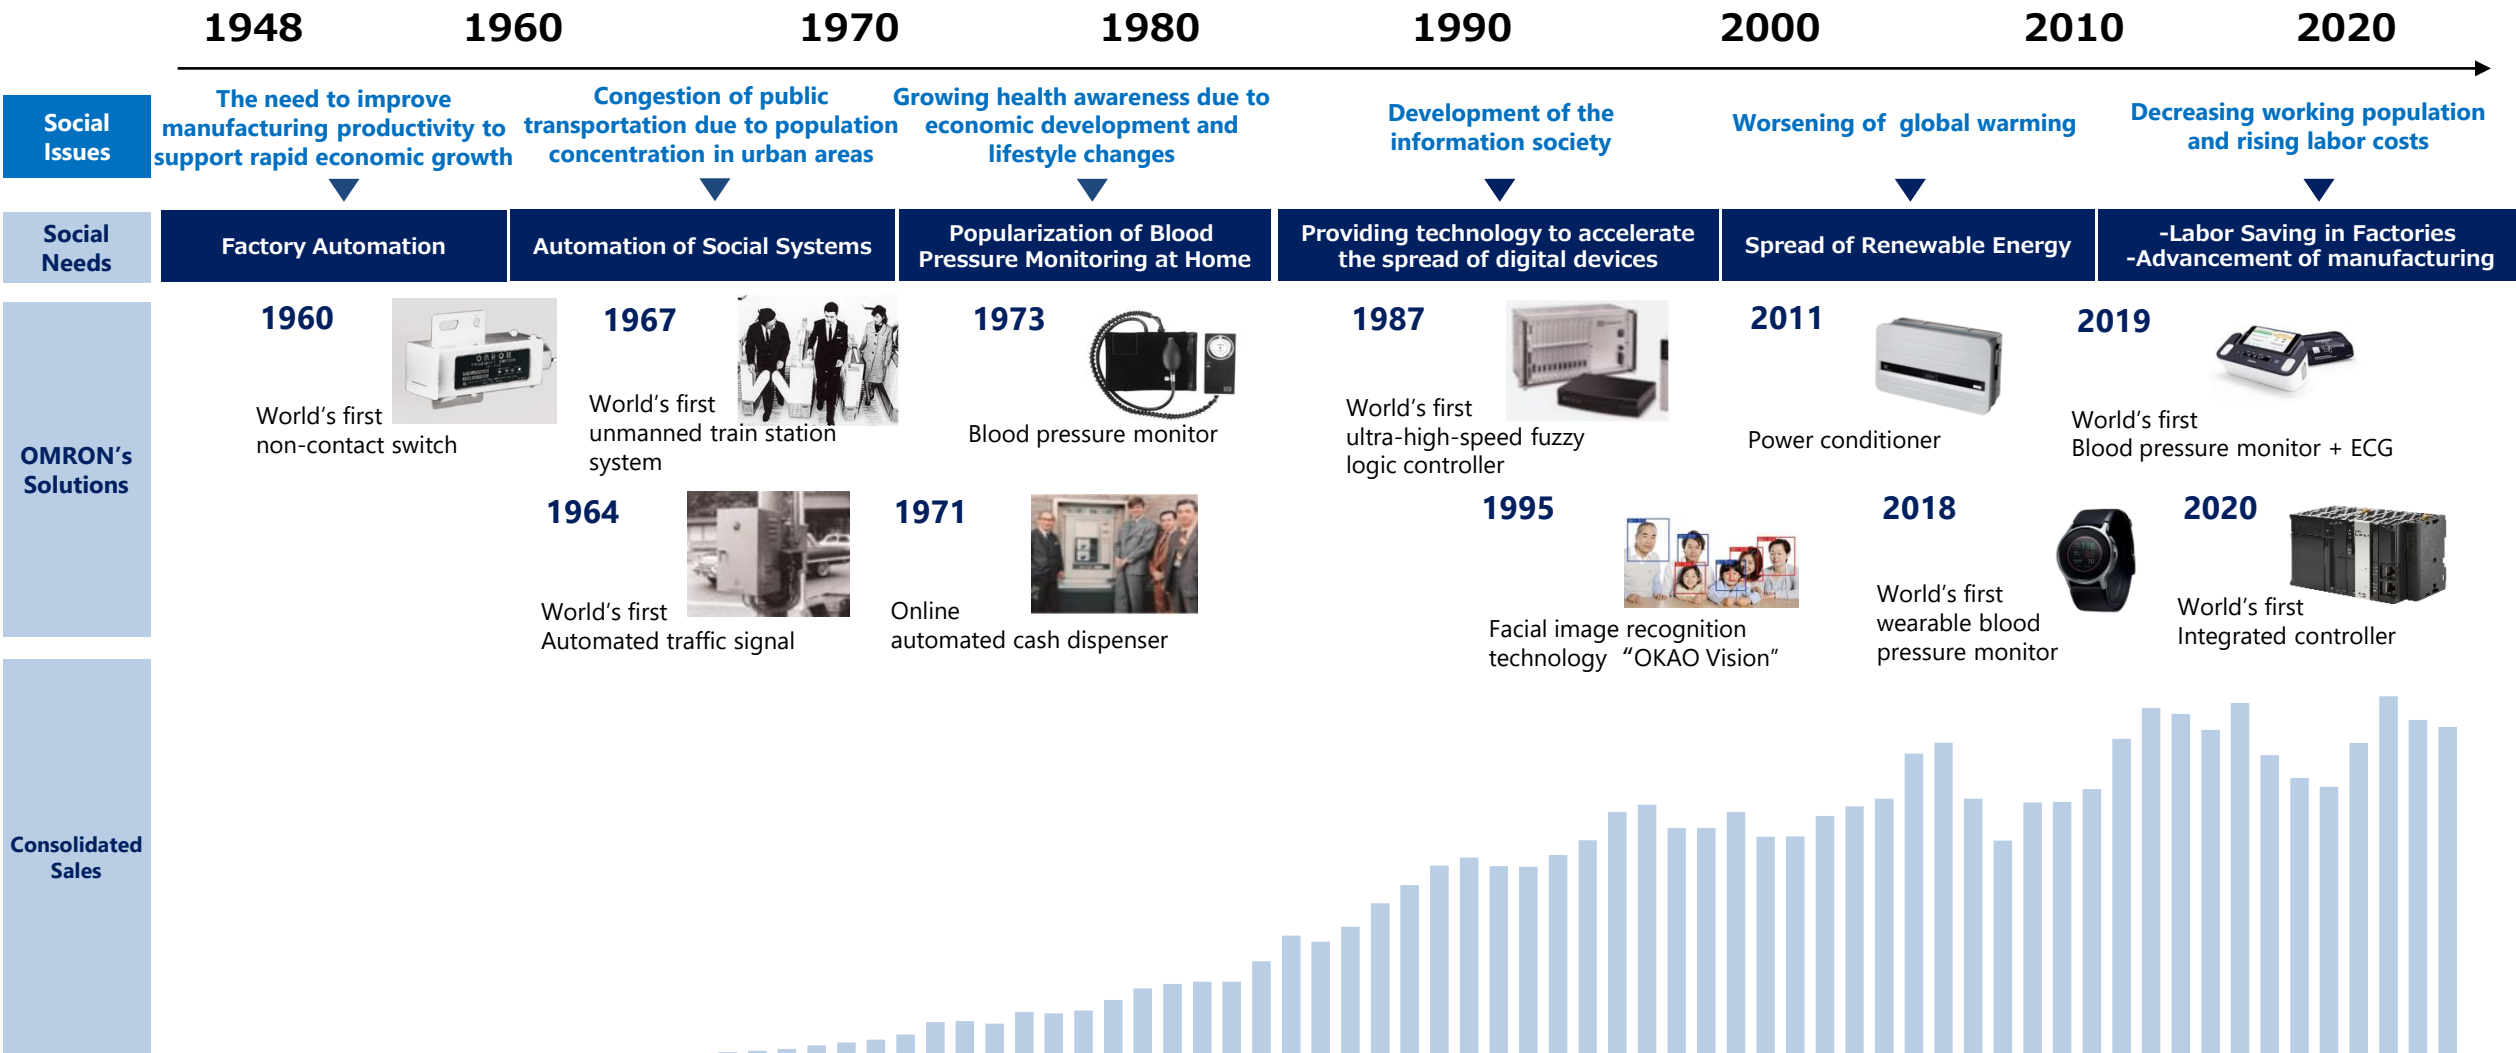 1948 1960 1970 1980 1990 2000 2010 2020
Social
Issues
The need to improve
manufacturing productivity to
support rapid economic growth
Congestion of public
transportation due to population
concentration in urban areas
Growing health awareness due to
economic development and
lifestyle changes
Development of the
information society
Worsening of global warming
Decreasing working population
and rising labor costs
Social
Needs
Factory Automation
Automation of Social Systems
Popularization of Blood
Pressure Monitoring at Home
Providing technology to accelerate
the spread of digital devices
Spread of Renewable Energy
-Labor Saving in Factories
-Advancement of manufacturing
OMRON's
Solutions
1960
OMRON
World's first
non-contact switch
1967
World's first
unmanned train station
system
1973
Blood pressure monitor
1987
World's first
ultra-high-speed fuzzy
logic controller
2011
Power conditioner
2019
World's first
Blood pressure monitor + ECG
1964
World's first
Automated traffic signal
1971
Online
automated cash dispenser
1995
Facial image recognition
technology “OKAO Vision”
2018
World's first
wearable blood
pressure monitor
2020
World's first
Integrated controller
Consolidated
Sales